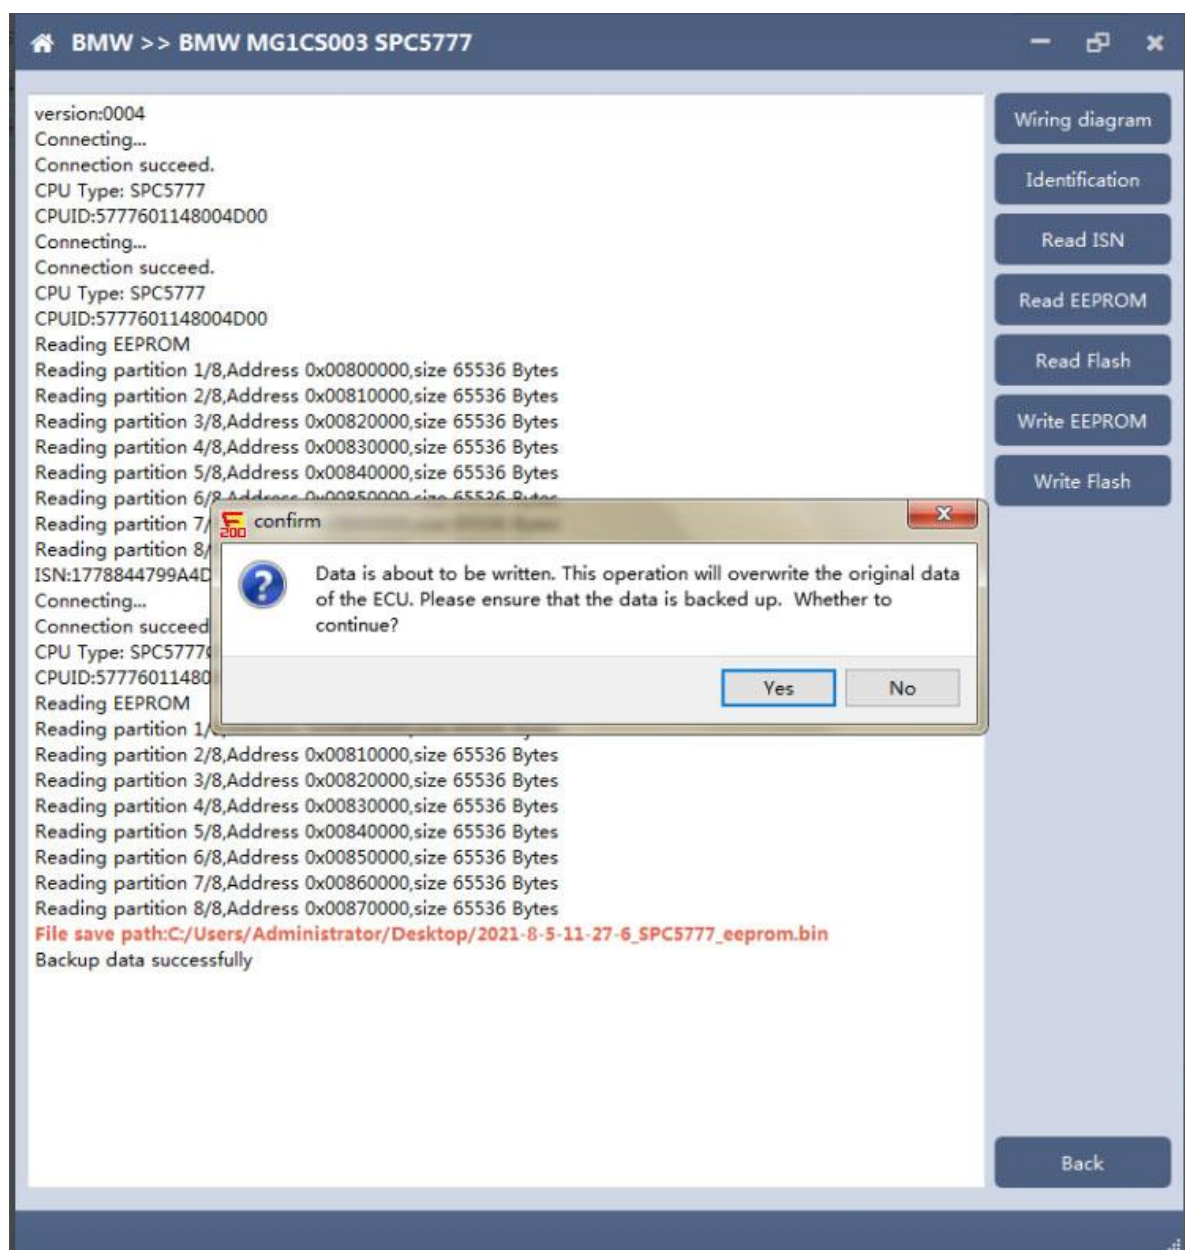 BMW >> BMW MG1CS003 SPC5777
version:0004
Connecting...
Connection succeed.
CPU Type: SPC5777
CPUID:5777601148004D00
Connecting...
Connection succeed.
CPU Type: SPC5777
CPUID:5777601148004D00
Reading EEPROM
Reading partition 1/8,Address 0x00800000,size 65536 Bytes
Reading partition 2/8,Address 0x00810000,size 65536 Bytes
Reading partition 3/8,Address 0x00820000,size 65536 Bytes
Reading partition 4/8,Address 0x00830000,size 65536 Bytes
Reading partition 5/8,Address 0x00840000,size 65536 Bytes
Reading partition 6/8,Address 0x00850000,size 65536 Bytes
Reading partition 7/
Reading partition 8/
ISN:1778844799A4D
Connecting...
Connection succeed
CPU Type: SPC5777
CPUID:57776011480
Reading EEPROM
Reading partition 1/
Reading partition 2/8,Address 0x00810000,size 65536 Bytes
Reading partition 3/8,Address 0x00820000,size 65536 Bytes
Reading partition 4/8,Address 0x00830000,size 65536 Bytes
Reading partition 5/8,Address 0x00840000,size 65536 Bytes
Reading partition 6/8,Address 0x00850000,size 65536 Bytes
Reading partition 7/8,Address 0x00860000,size 65536 Bytes
Reading partition 8/8,Address 0x00870000,size 65536 Bytes
File save path:C:/Users/Administrator/Desktop/2021-8-5-11-27-6_SPC5777_eeprom.bin
Backup data successfully
confirm
Data is about to be written. This operation will overwrite the original data
of the ECU. Please ensure that the data is backed up.  Whether to
continue?
Yes
No
Wiring diagram
Identification
Read ISN
Read EEPROM
Read Flash
Write EEPROM
Write Flash
Back